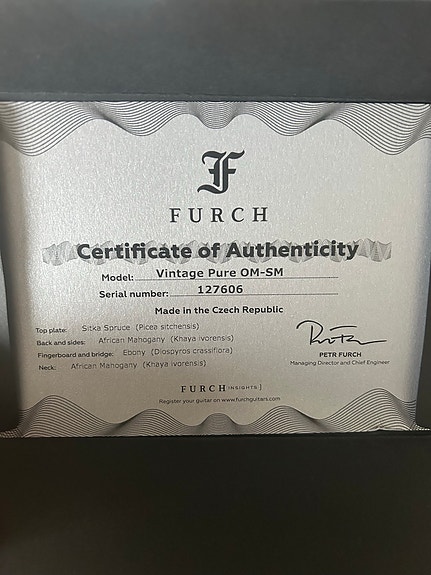 F
FURCH
Certificate of Authenticity
Model: Vintage Pure OM-SM
Serial number: 127606
Made in the Czech Republic
Top plate: Sitka Spruce (Picea sitchensis)
Back and sides: African Mahogany (Khaya ivorensis)
Fingerboard and bridge: Ebony (Diospyros crassiflora)
Neck: African Mahogany (Khaya ivorensis)
PETR FURCH
Managing Director and Chief Engineer
FURCH INSIGHTS
Register your guitar on www.furchguitars.com